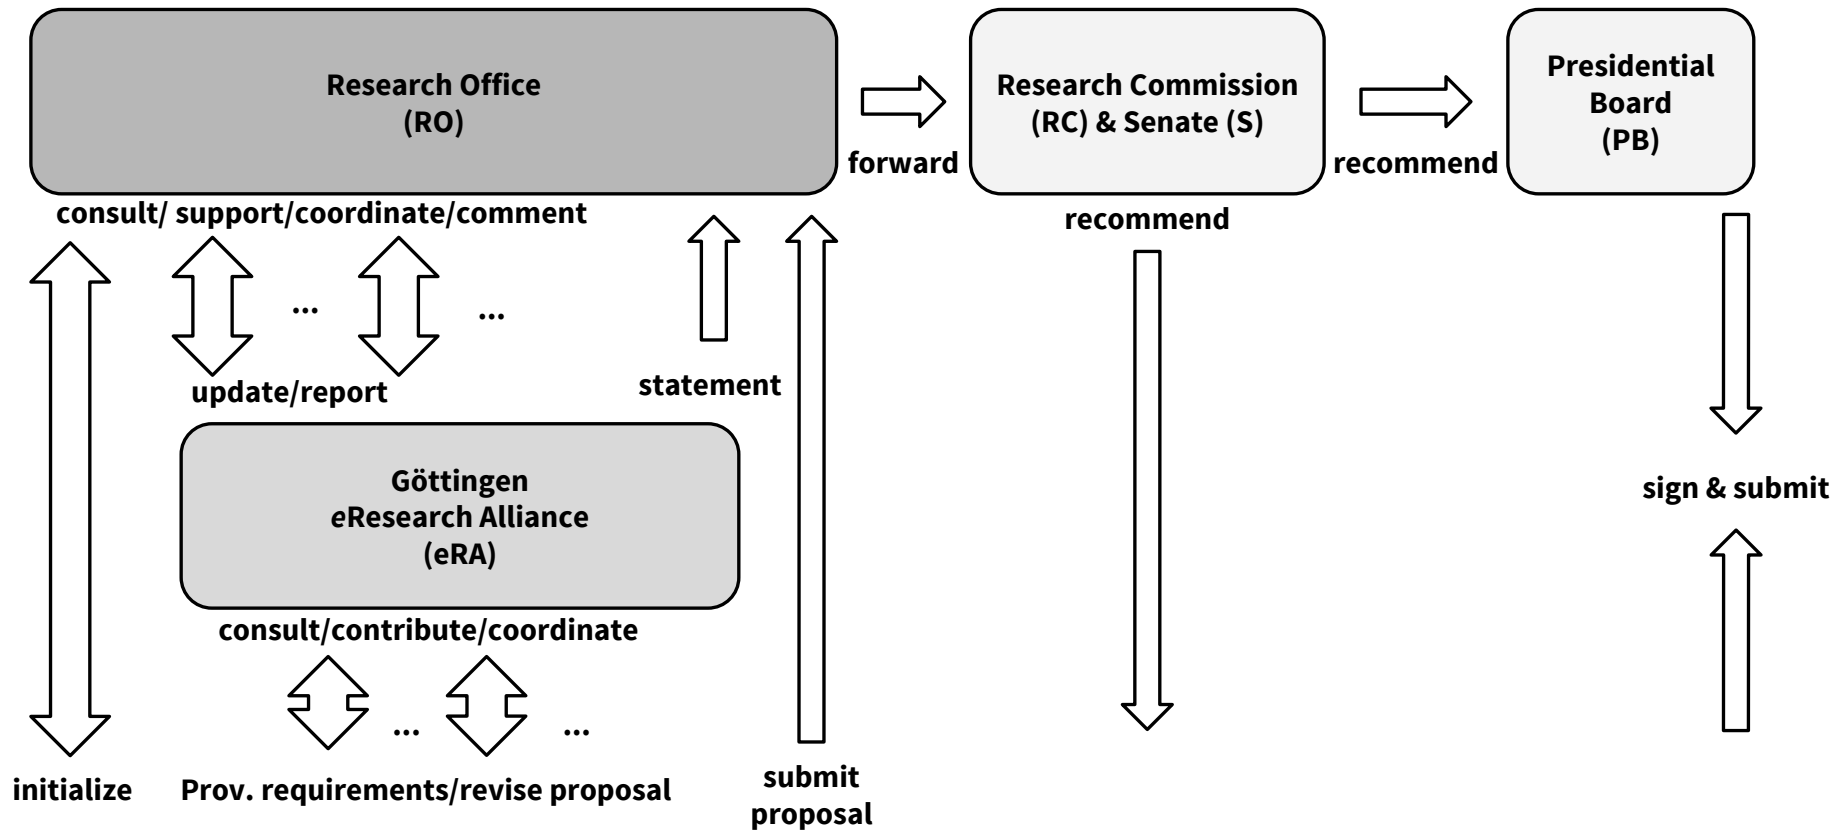 Research Office
(RO)
forward
Research Commission
(RC) & Senate (S)
recommend
Presidential
Board
(PB)
consult/ support/coordinate/comment
recommend
...
...
update/report
statement
Göttingen
eResearch Alliance
(eRA)
sign & submit
consult/contribute/coordinate
...
...
initialize
Prov. requirements/revise proposal
submit
proposal